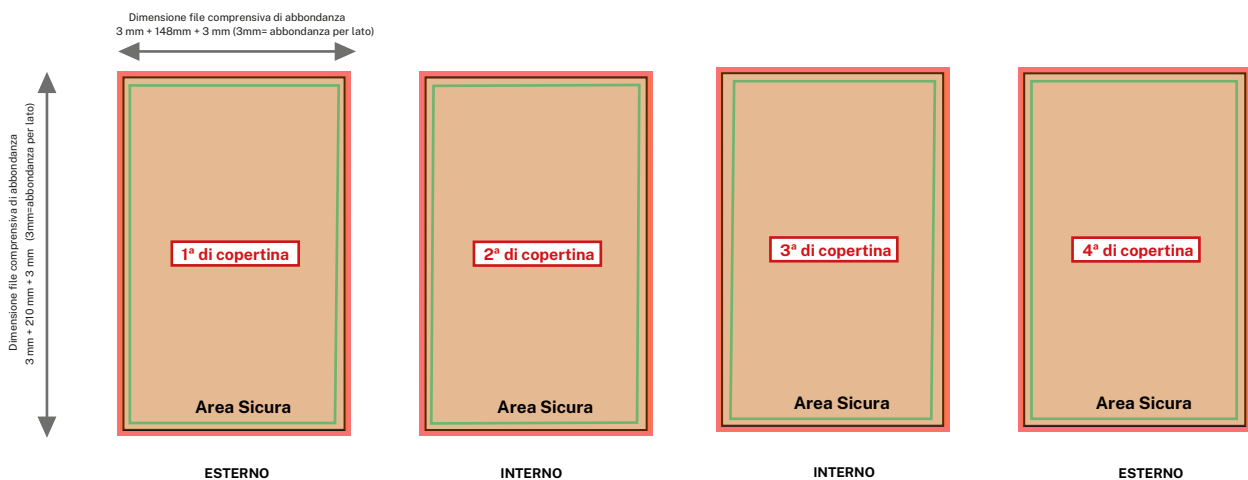 Dimensione file comprensiva di abbondanza
3 mm + 148mm + 3 mm (3mm= abbondanza per lato)
Dimensione file comprensiva di abbondanza
3 mm + 210 mm + 3 mm (3mm=abbondanza per lato)
1ª di copertina
2ª di copertina
3ª di copertina
4ª di copertina
Area Sicura
Area Sicura
Area Sicura
Area Sicura
ESTERNO
INTERNO
INTERNO
ESTERNO